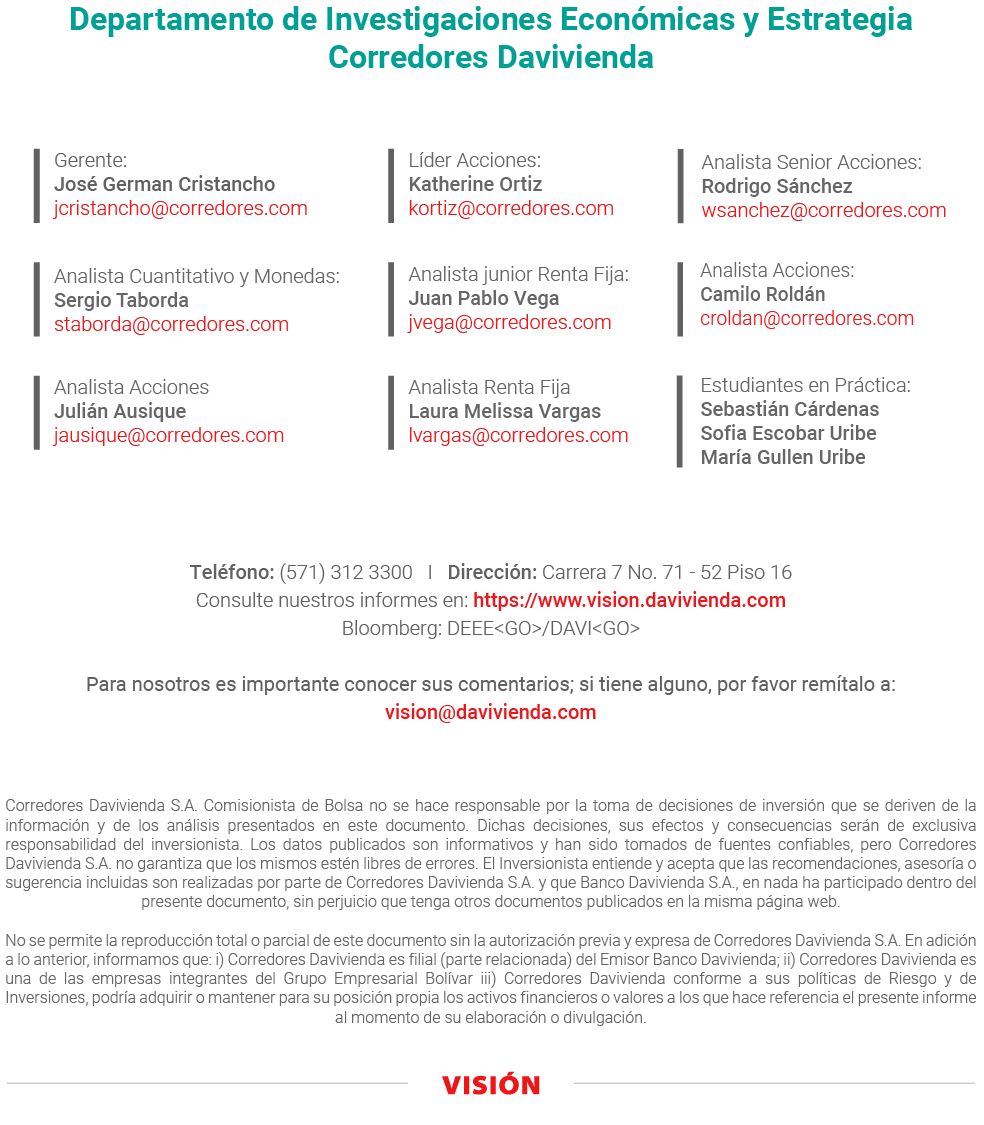 Departamento de Investigaciones Económicas y Estrategia
Corredores Davivienda
Gerente:
José German Cristancho
jcristancho@corredores.com
Líder Acciones:
Katherine Ortiz
kortiz@corredores.com
Analista Senior Acciones:
Rodrigo Sánchez
wsanchez@corredores.com
Analista Cuantitativo y Monedas:
Sergio Taborda
staborda@corredores.com
Analista junior Renta Fija:
Juan Pablo Vega
jvega@corredores.com
Analista Acciones:
Camilo Roldán
croldan@corredores.com
Analista Acciones
Julián Ausique
jausique@corredores.com
Analista Renta Fija
Laura Melissa Vargas
lvargas@corredores.com
Estudiantes en Práctica:
Sebastián Cárdenas
Sofia Escobar Uribe
María Gullen Uribe
Teléfono: (571) 312 3300 I Dirección: Carrera 7 No. 71 - 52 Piso 16
Consulte nuestros informes en: https://www.vision.davivienda.com
Bloomberg: DEEE<GO>/DAVI<GO>
Para nosotros es importante conocer sus comentarios; si tiene alguno, por favor remítalo a:
vision@davivienda.com
Corredores Davivienda S.A. Comisionista de Bolsa no se hace responsable por la toma de decisiones de inversión que se deriven de la
información y de los análisis presentados en este documento. Dichas decisiones, sus efectos y consecuencias serán de exclusiva
responsabilidad del inversionista. Los datos publicados son informativos y han sido tomados de fuentes confiables, pero Corredores
Davivienda S.A. no garantiza que los mismos estén libres de errores. El Inversionista entiende y acepta que las recomendaciones, asesoría o
sugerencia incluidas son realizadas por parte de Corredores Davivienda S.A. y que Banco Davivienda S.A., en nada ha participado dentro del
presente documento, sin perjuicio que tenga otros documentos publicados en la misma página web.
No se permite la reproducción total o parcial de este documento sin la autorización previa y expresa de Corredores Davivienda S.A. En adición
a lo anterior, informamos que: i) Corredores Davivienda es filial (parte relacionada) del Emisor Banco Davivienda; ii) Corredores Davivienda es
una de las empresas integrantes del Grupo Empresarial Bolívar iii) Corredores Davivienda conforme a sus políticas de Riesgo y de
Inversiones, podría adquirir o mantener para su posición propia los activos financieros o valores a los que hace referencia el presente informe
al momento de su elaboración o divulgación.
VISIÓN